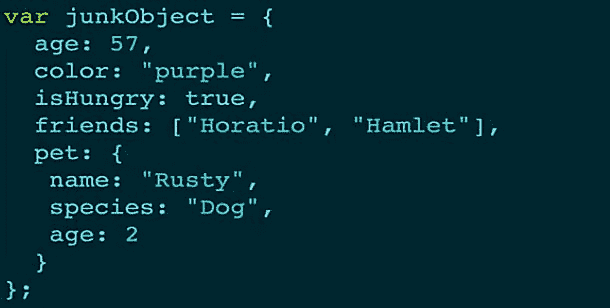 var junkObject = {
  age: 57,
  color: "purple",
  isHungry: true,
  friends: ["Horatio", "Hamlet"],
  pet: {
   name: "Rusty",
   species: "Dog",
   age: 2
  }
};